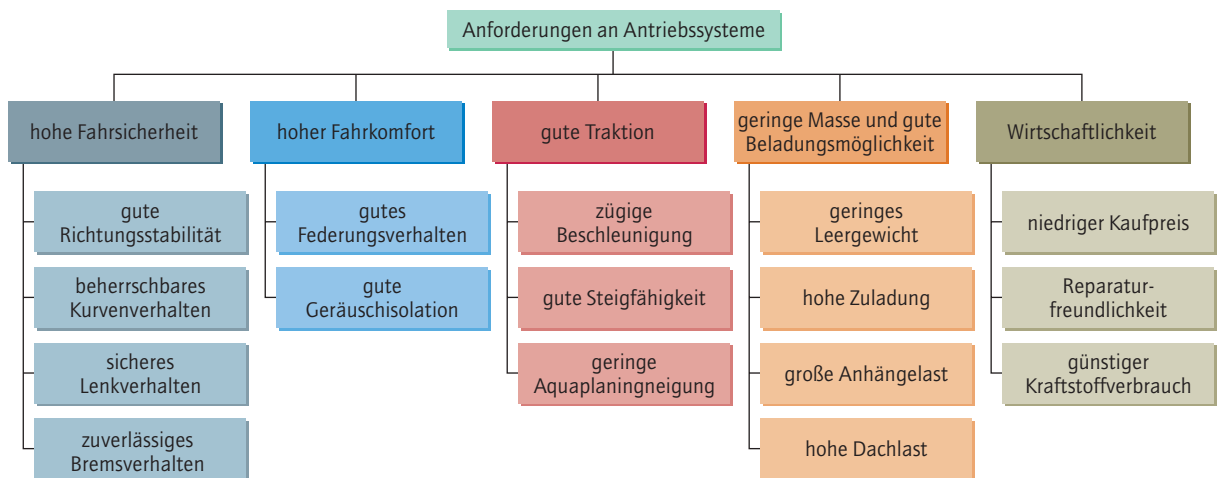 Anforderungen an Antriebssysteme
hohe Fahrsicherheit
gute
Richtungsstabilität
beherrschbares
Kurvenverhalten
sicheres
Lenkverhalten
zuverlässiges
Bremsverhalten
hoher Fahrkomfort
gutes
Federungsverhalten
gute
Geräuschisolation
gute Traktion
zügige
Beschleunigung
gute Steigfähigkeit
geringe
Aquaplaningneigung
geringe Masse und gute
Beladungsmöglichkeit
geringes
Leergewicht
hohe Zuladung
große Anhängelast
hohe Dachlast
Wirtschaftlichkeit
niedriger Kaufpreis
Reparatur-
freundlichkeit
günstiger
Kraftstoffverbrauch